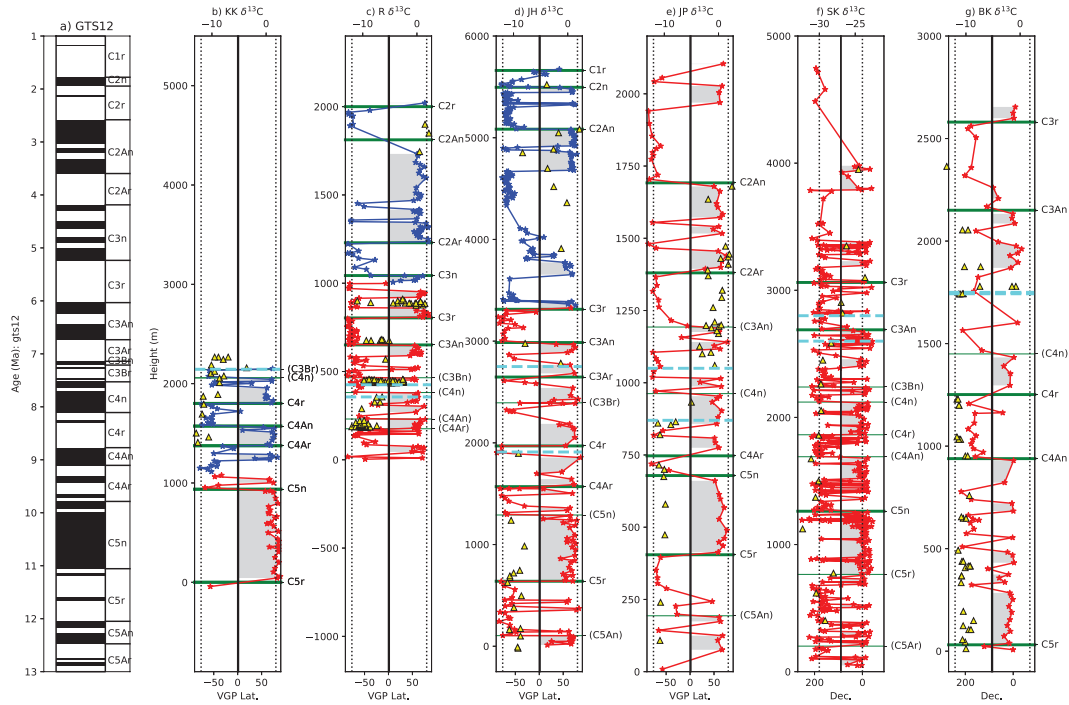 a) GTS12
b) KK δ¹³C
c) R δ¹³C
d) JH δ¹³C
e) JP δ¹³C
f) SK δ¹³C
g) BK δ¹³C
−10 0
−10 0
−10 0
−10 0
−30 −25
−10 0
Age (Ma): gts12
1
2
3
4
5
6
7
8
9
10
11
12
13
C1r
C2n
C2r
C2An
C2Ar
C3n
C3r
C3An
C3Ar
C3Bn
C3Br
C4n
C4r
C4An
C4Ar
C5n
C5r
C5An
C5Ar
Height (m)
5000
4000
3000
2000
1000
0
(C3Br)
(C4n)
C4r
C4An
C4Ar
C5n
C5r
−50 0 50
VGP Lat.
2000
1500
1000
500
0
−500
−1000
C2r
C2An
C2Ar
C3n
C3r
C3An
(C3Bn)
(C4n)
(C4An)
(C4Ar)
−50 0 50
VGP Lat.
6000
5000
4000
3000
2000
1000
0
C1r
C2n
C2An
C3r
C3An
C3Ar
(C3Br)
C4r
C4Ar
(C5n)
C5r
(C5An)
−50 0 50
VGP Lat.
2000
1750
1500
1250
1000
750
500
250
0
C2An
C2Ar
(C3An)
(C4n)
C4Ar
C5n
C5r
(C5An)
−50 0 50
VGP Lat.
5000
4000
3000
2000
1000
0
C3r
C3An
(C3Bn)
(C4n)
(C4r)
(C4An)
C5n
(C5r)
(C5Ar)
−200 0
Dec.
3000
2500
2000
1500
1000
500
0
C3r
C3An
(C4n)
C4r
C4An
C5r
−200 0
Dec.